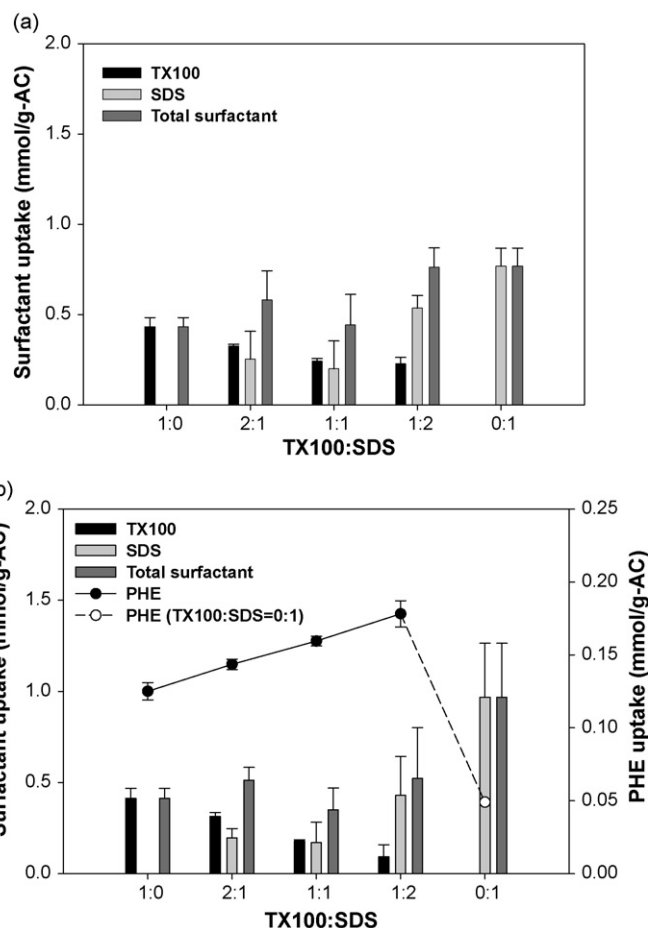 (a)
2.0
1.5
1.0
0.5
0.0
Surfactant uptake (mmol/g-AC)
TX100
SDS
Total surfactant
1:0 2:1 1:1 1:2 0:1
TX100:SDS
b)
2.0
1.5
1.0
0.5
0.0
uptake (mmol/g-AC)
TX100
SDS
Total surfactant
PHE
PHE (TX100:SDS=0:1)
0.25
0.20
0.15
0.10
0.05
0.00
PHE uptake (mmol/g-AC)
1:0 2:1 1:1 1:2 0:1
TX100:SDS